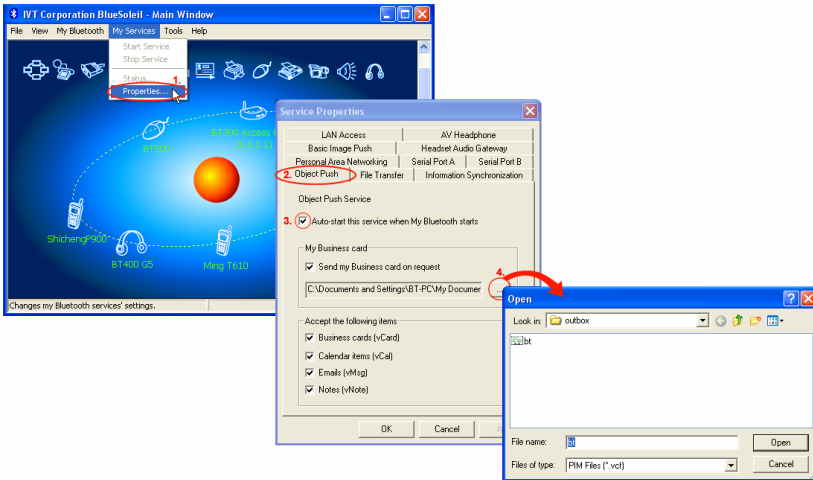 IVT Corporation BlueSoleil - Main Window
File View My Bluetooth My Services Tools Help
Start Service
Stop Service
Status...
1.
Properties...
BT300 Access
ShichengP900
BT400 G5
Ming T610
Changes my Bluetooth services' settings.
Service Properties
LAN Access AV Headphone
Basic Image Push Headset Audio Gateway
Personal Area Networking Serial Port A Serial Port B
2. Object Push File Transfer Information Synchronization
Object Push Service
3. Auto-start this service when My Bluetooth starts
My Business card
Send my Business card on request
4.
C:\Documents and Settings\BT-PC\My Documer ...
Accept the following items
Business cards (vCard)
Calendar items (vCal)
Emails (vMsg)
Notes (vNote)
OK Cancel A
Open
Look in: outbox
bt
File name: bt Open
Files of type: PIM Files (*.vcf) Cancel